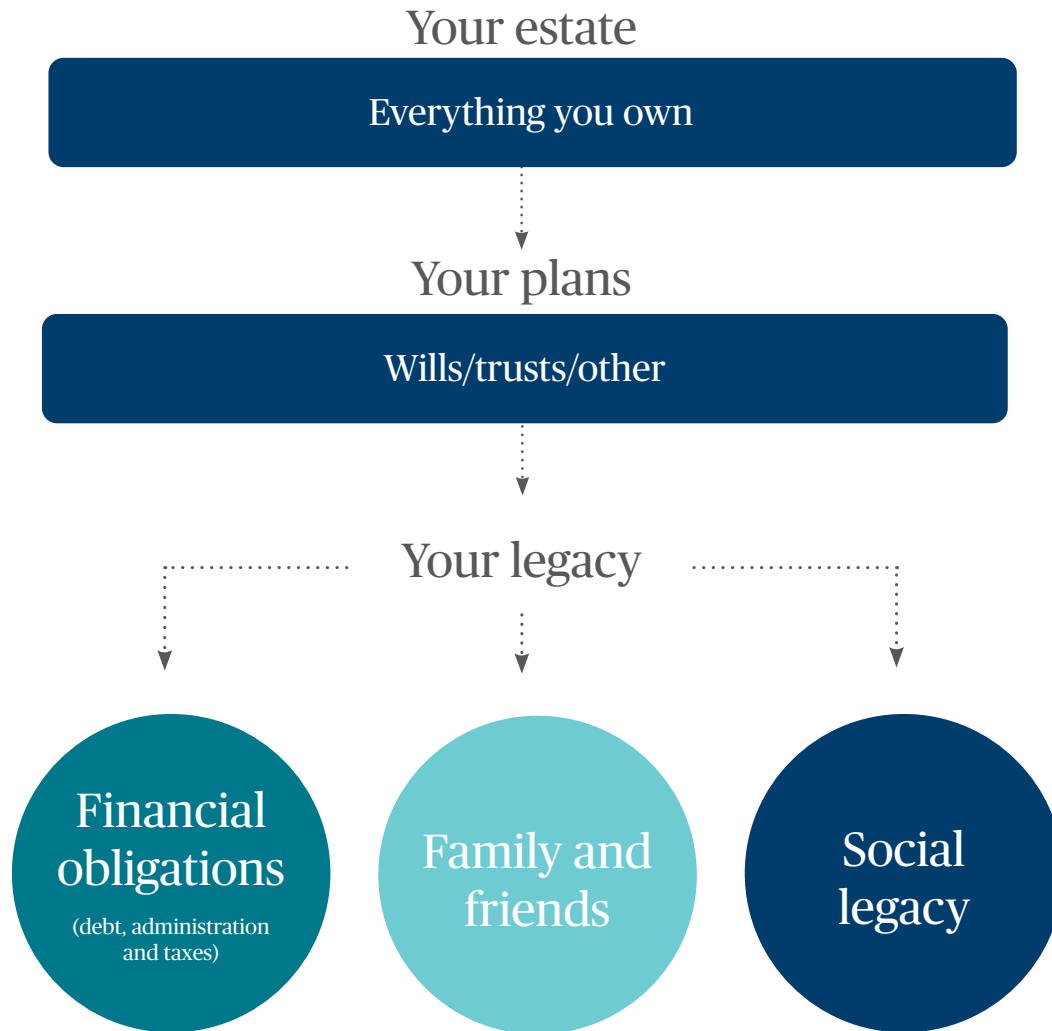 Your estate
Everything you own
Your plans
Wills/trusts/other
Your legacy
Financial
obligations
(debt, administration
and taxes)
Family and
friends
Social
legacy